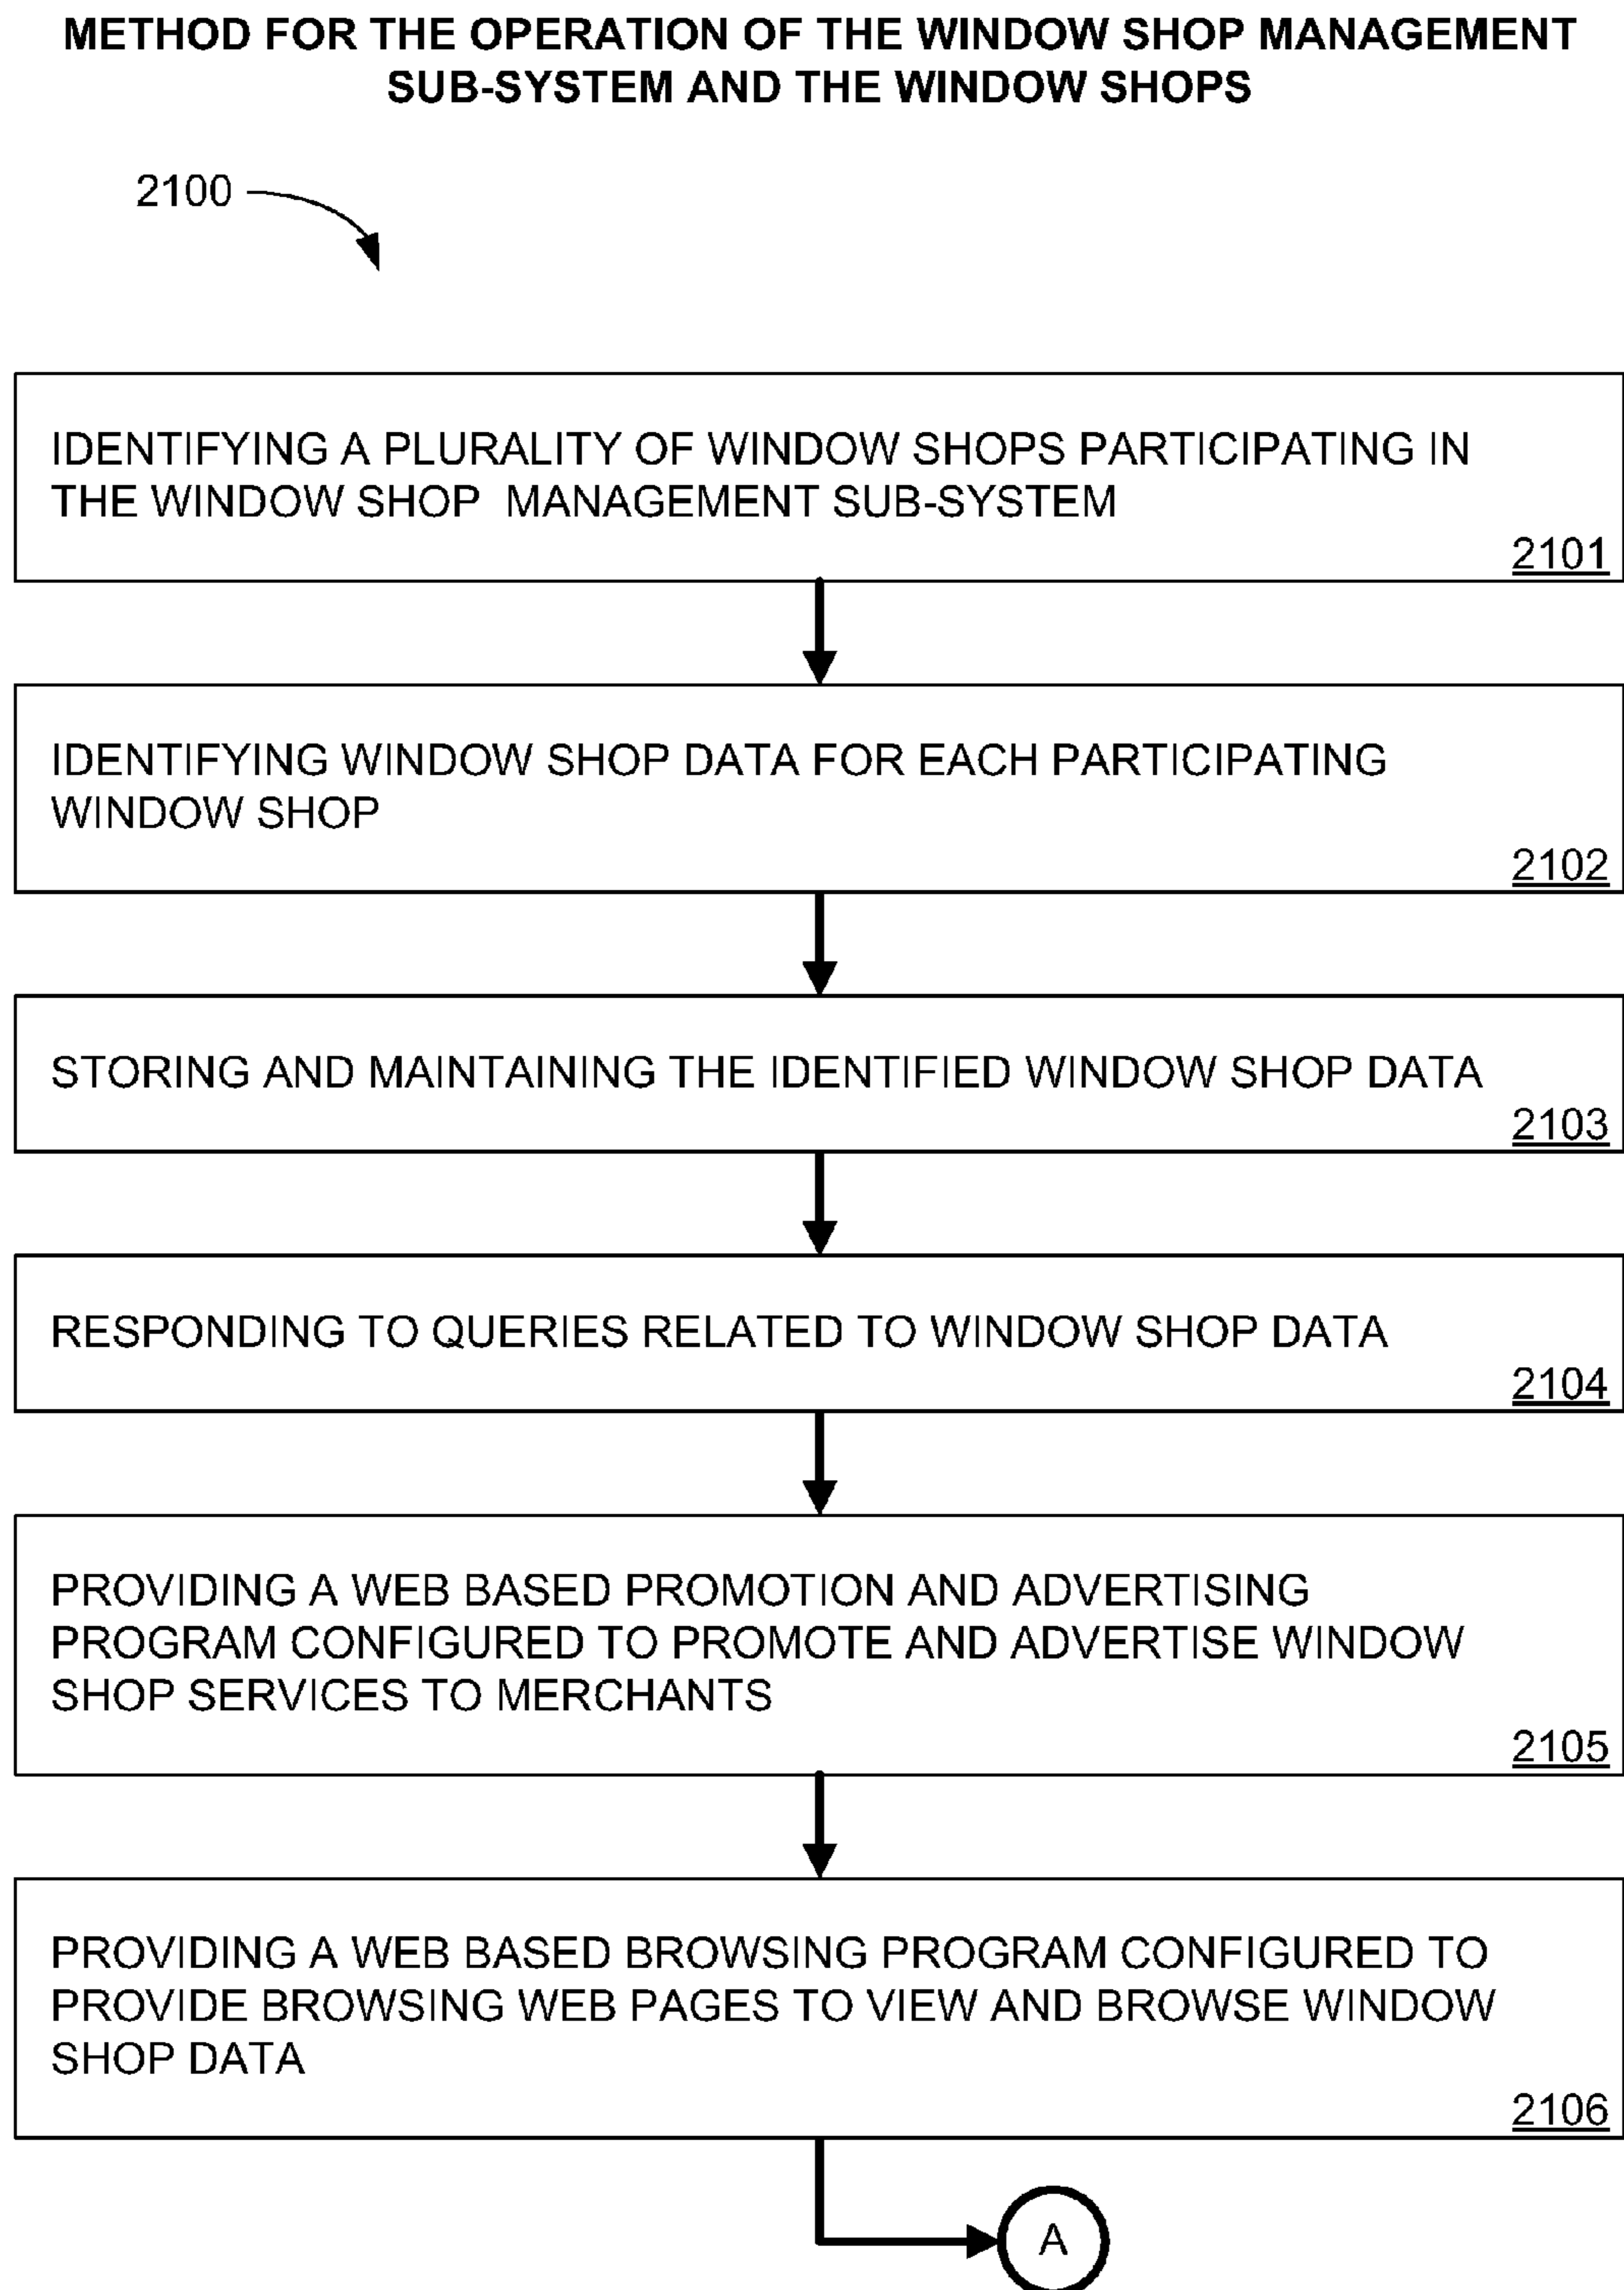 METHOD FOR THE OPERATION OF THE WINDOW SHOP MANAGEMENT
SUB-SYSTEM AND THE WINDOW SHOPS
2100
IDENTIFYING A PLURALITY OF WINDOW SHOPS PARTICIPATING IN
THE WINDOW SHOP MANAGEMENT SUB-SYSTEM
2101
IDENTIFYING WINDOW SHOP DATA FOR EACH PARTICIPATING
WINDOW SHOP
2102
STORING AND MAINTAINING THE IDENTIFIED WINDOW SHOP DATA
2103
RESPONDING TO QUERIES RELATED TO WINDOW SHOP DATA
2104
PROVIDING A WEB BASED PROMOTION AND ADVERTISING
PROGRAM CONFIGURED TO PROMOTE AND ADVERTISE WINDOW
SHOP SERVICES TO MERCHANTS
2105
PROVIDING A WEB BASED BROWSING PROGRAM CONFIGURED TO
PROVIDE BROWSING WEB PAGES TO VIEW AND BROWSE WINDOW
SHOP DATA
2106
A